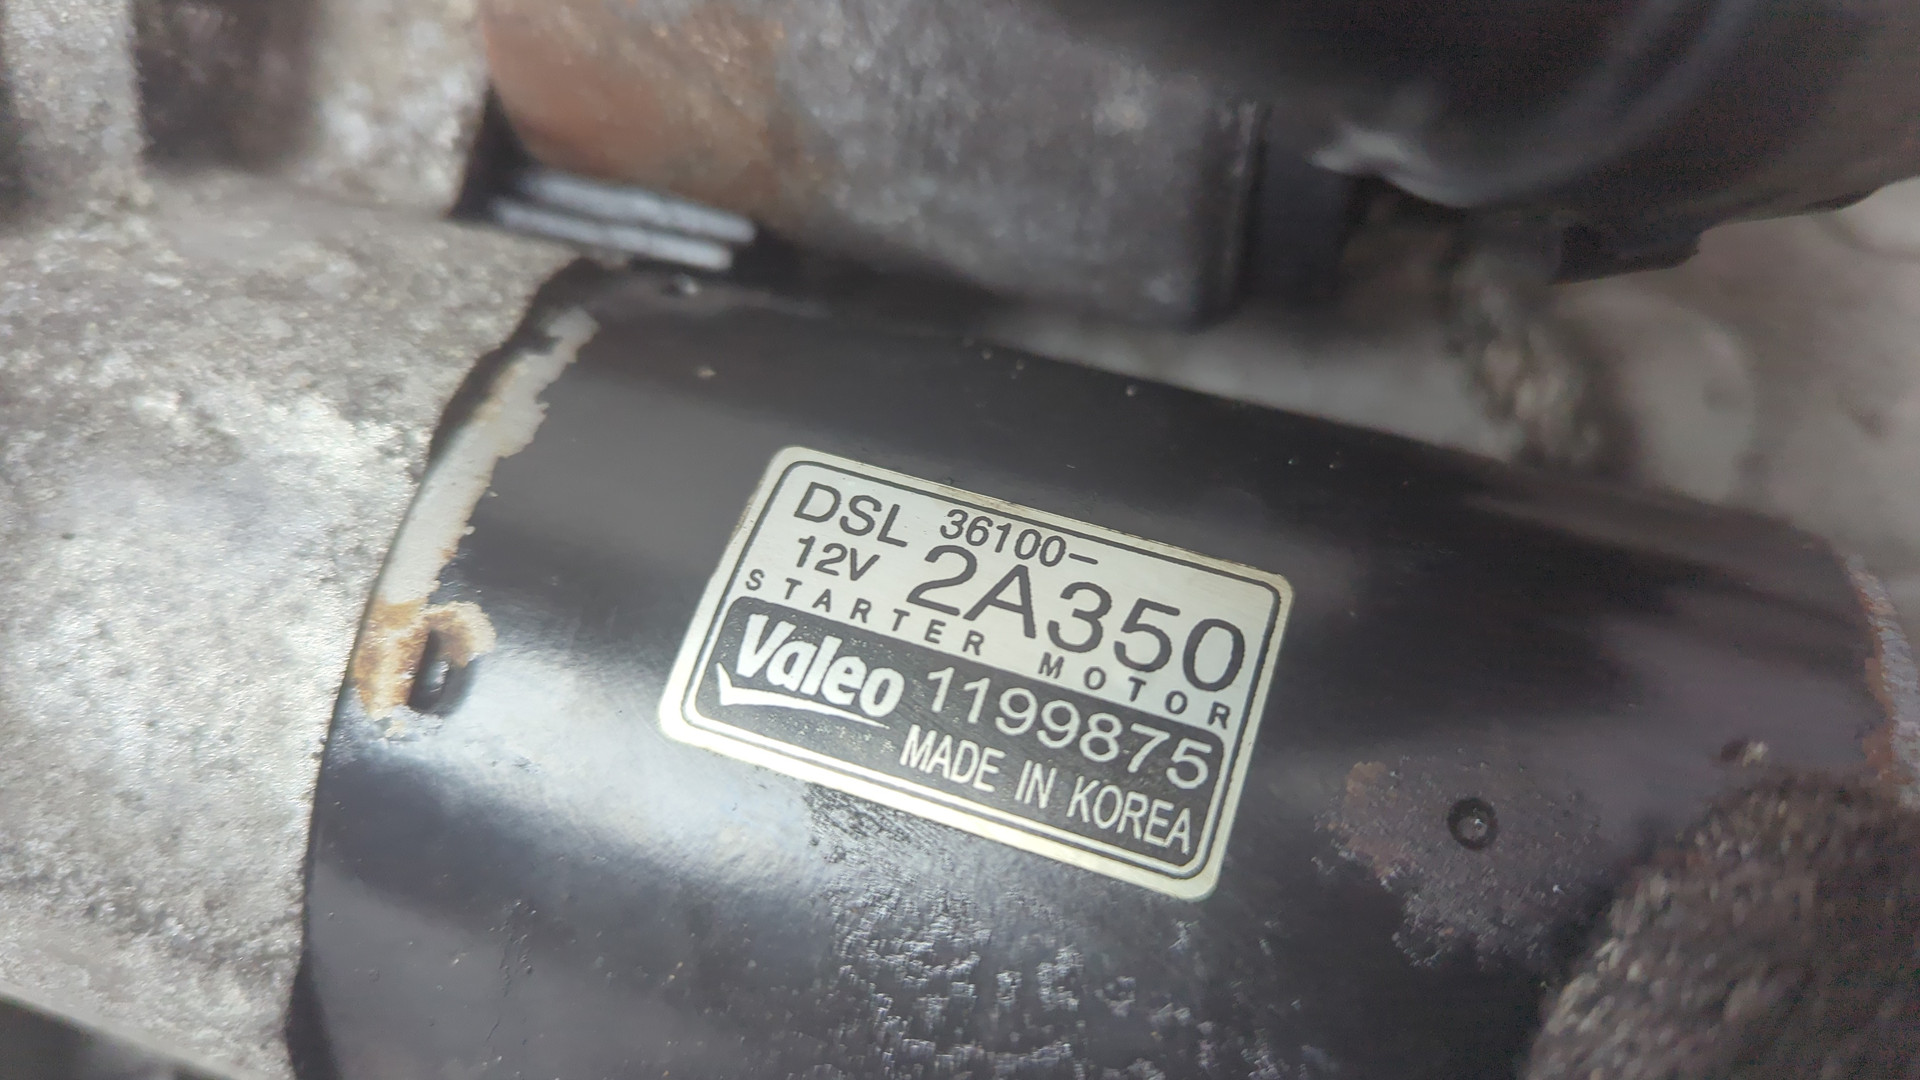 DSL 36100-
12V 2A350
STARTER MOTOR
Valeo 1199875
MADE IN KOREA